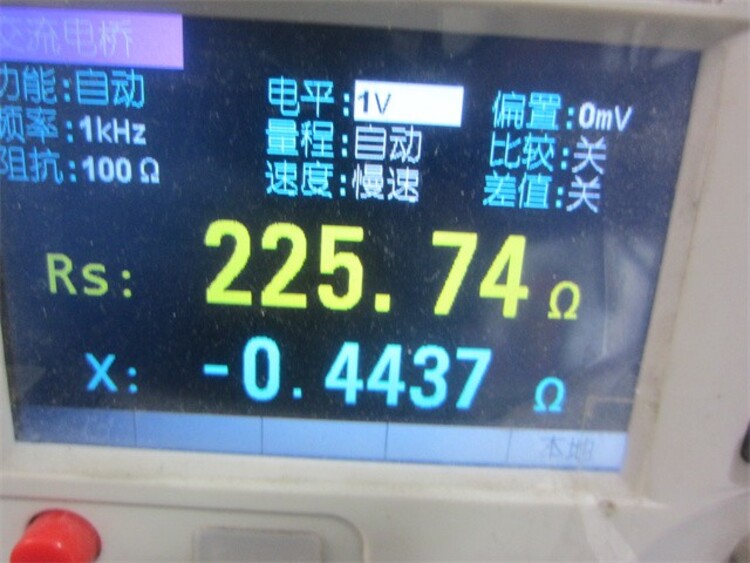 交流电桥
功能:自动 电平:1V 偏置:0mV
频率:1kHz 量程:自动 比较:关
阻抗:100Ω 速度:慢速 差值:关
Rs: 225.74 Ω
X: -0.4437 Ω
本地